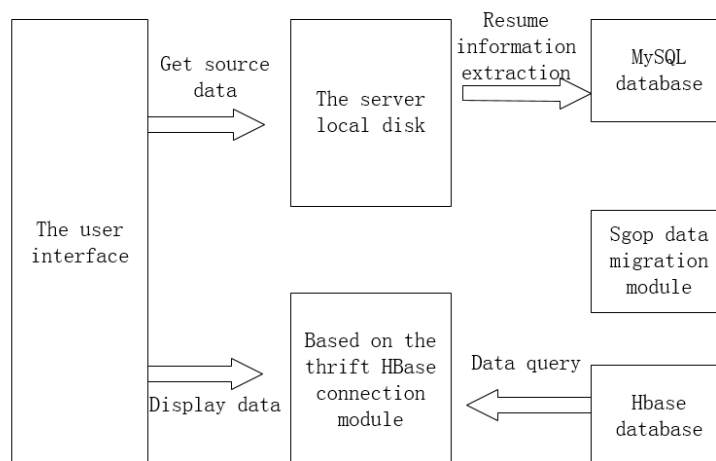 The user
interface
Get source
data
The server
local disk
Resume
information
extraction
MySQL
database
Sgop data
migration
module
Display data
Based on the
thrift HBase
connection
module
Data query
Hbase
database